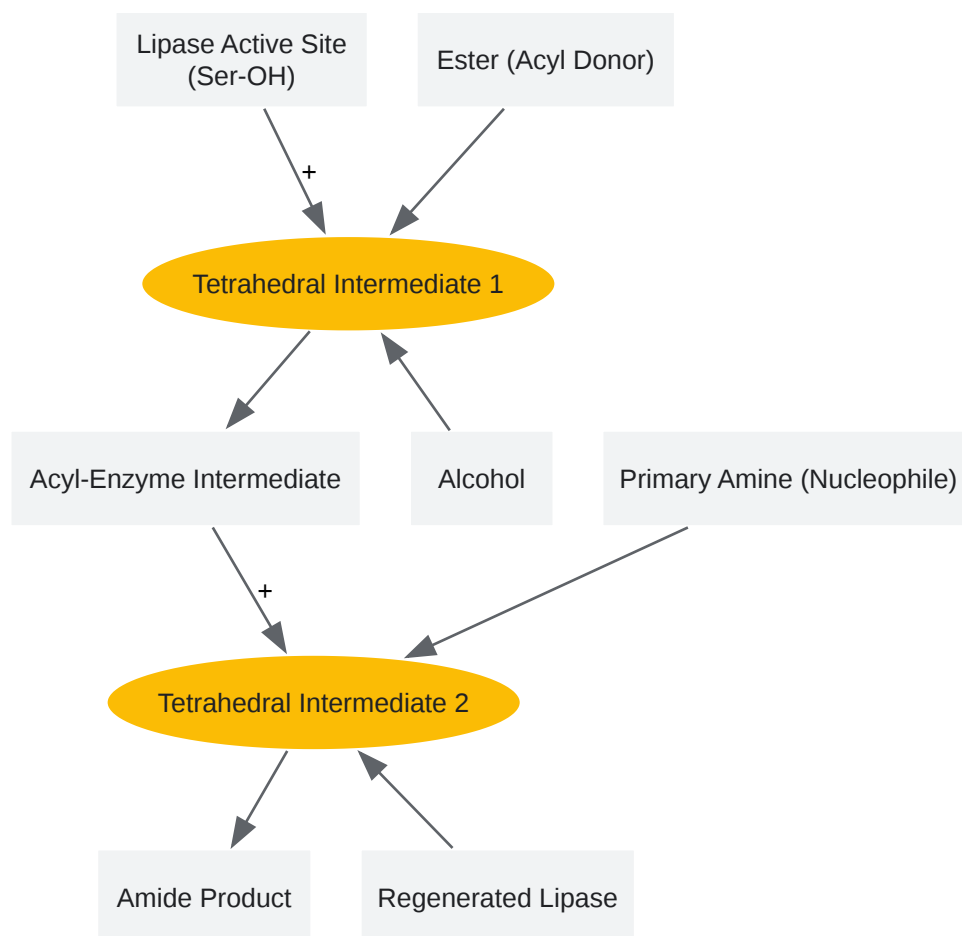 Lipase Active Site
(Ser-OH)
Ester (Acyl Donor)
+
Tetrahedral Intermediate 1
Acyl-Enzyme Intermediate
Alcohol
Primary Amine (Nucleophile)
+
Tetrahedral Intermediate 2
Amide Product
Regenerated Lipase